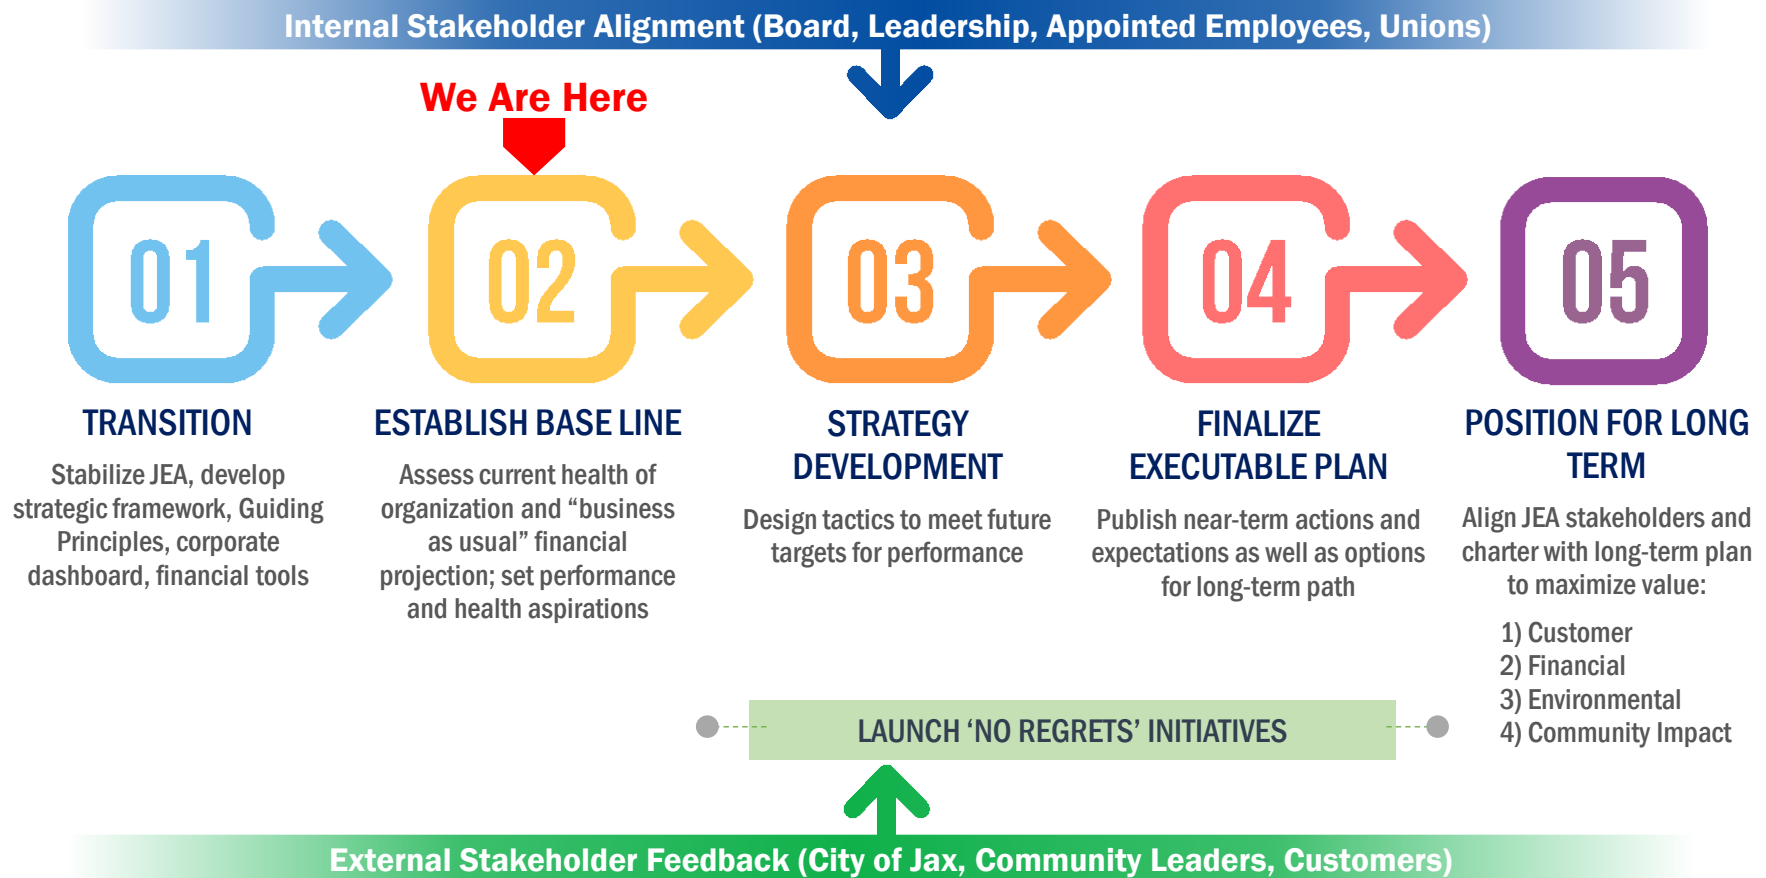 Internal Stakeholder Alignment (Board, Leadership, Appointed Employees, Unions)
We Are Here
01
02
03
04
05
TRANSITION
Stabilize JEA, develop
strategic framework, Guiding
Principles, corporate
dashboard, financial tools
ESTABLISH BASE LINE
Assess current health of
organization and “business
as usual” financial
projection; set performance
and health aspirations
STRATEGY
DEVELOPMENT
Design tactics to meet future
targets for performance
FINALIZE
EXECUTABLE PLAN
Publish near-term actions and
expectations as well as options
for long-term path
POSITION FOR LONG
TERM
Align JEA stakeholders and
charter with long-term plan
to maximize value:
1) Customer
2) Financial
3) Environmental
4) Community Impact
LAUNCH ‘NO REGRETS’ INITIATIVES
External Stakeholder Feedback (City of Jax, Community Leaders, Customers)